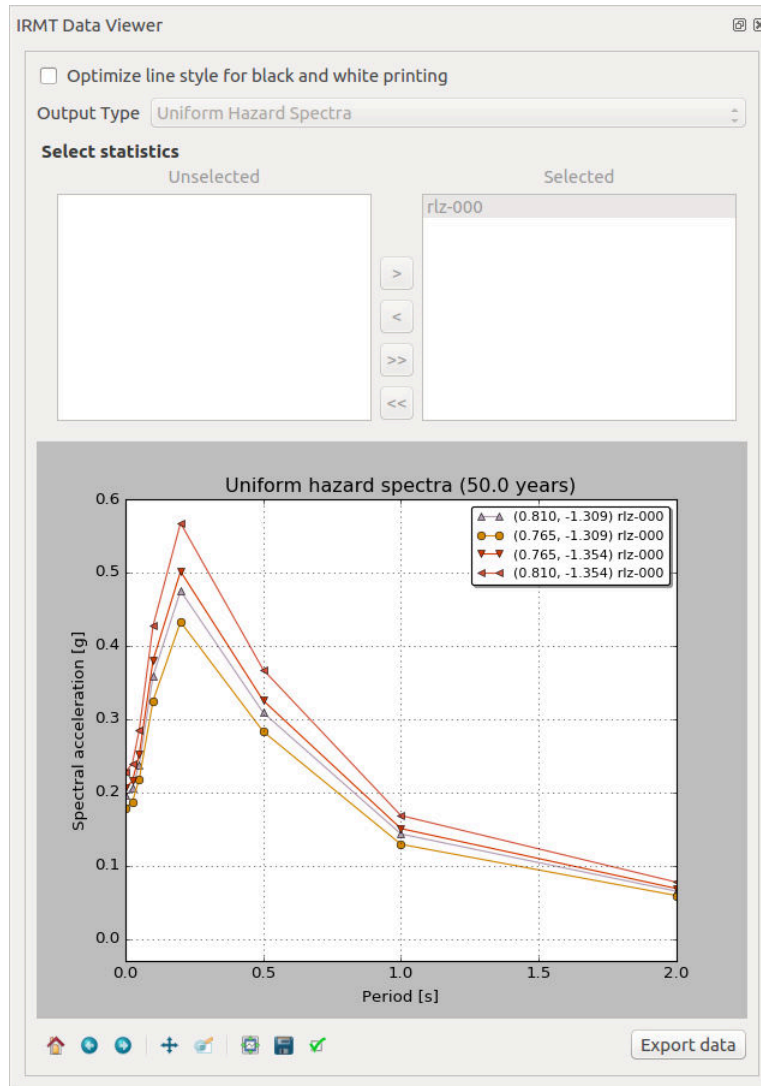 IRMT Data Viewer
Optimize line style for black and white printing
Output Type Uniform Hazard Spectra
Select statistics
Unselected Selected
rlz-000
>
<
>>
<<
Uniform hazard spectra (50.0 years)
(0.810, -1.309) rlz-000
(0.765, -1.309) rlz-000
(0.765, -1.354) rlz-000
(0.810, -1.354) rlz-000
Spectral acceleration [g]
0.6
0.5
0.4
0.3
0.2
0.1
0.0
0.0 0.5 1.0 1.5 2.0
Period [s]
Export data